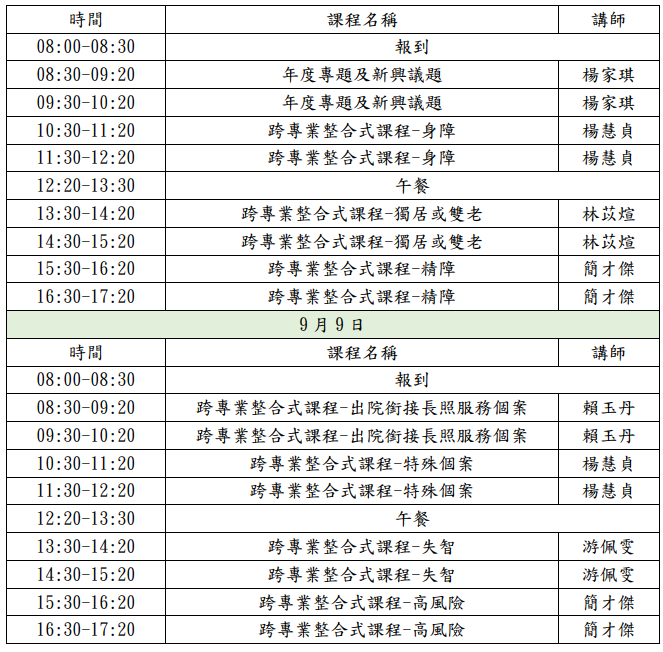 時間 課程名稱 講師
08:00-08:30 報到
08:30-09:20 年度專題及新興議題 楊家琪
09:30-10:20 年度專題及新興議題 楊家琪
10:30-11:20 跨專業整合式課程-身障 楊慧貞
11:30-12:20 跨專業整合式課程-身障 楊慧貞
12:20-13:30 午餐
13:30-14:20 跨專業整合式課程-獨居或雙老 林苡煊
14:30-15:20 跨專業整合式課程-獨居或雙老 林苡煊
15:30-16:20 跨專業整合式課程-精障 簡才傑
16:30-17:20 跨專業整合式課程-精障 簡才傑
9月9日
時間 課程名稱 講師
08:00-08:30 報到
08:30-09:20 跨專業整合式課程-出院銜接長照服務個案 賴玉丹
09:30-10:20 跨專業整合式課程-出院銜接長照服務個案 賴玉丹
10:30-11:20 跨專業整合式課程-特殊個案 楊慧貞
11:30-12:20 跨專業整合式課程-特殊個案 楊慧貞
12:20-13:30 午餐
13:30-14:20 跨專業整合式課程-失智 游佩雯
14:30-15:20 跨專業整合式課程-失智 游佩雯
15:30-16:20 跨專業整合式課程-高風險 簡才傑
16:30-17:20 跨專業整合式課程-高風險 簡才傑